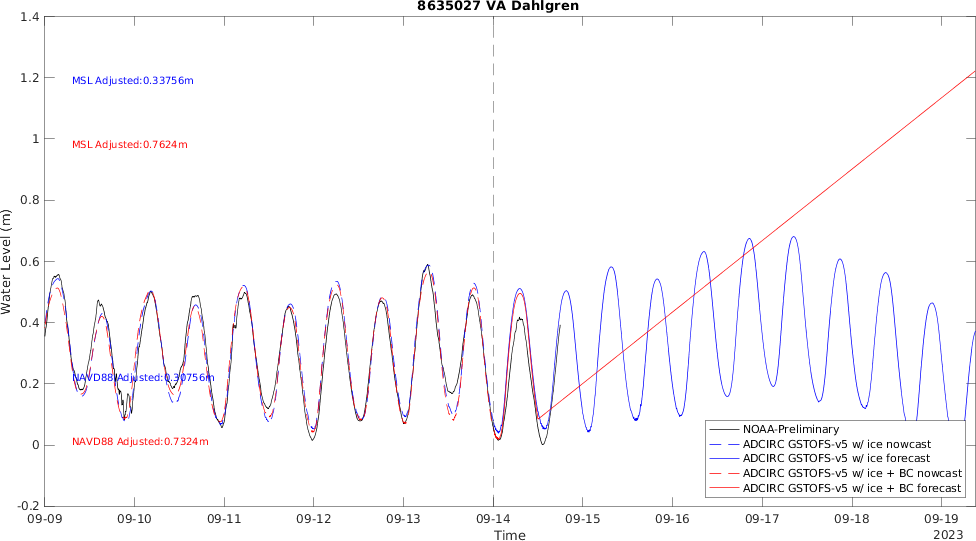 8635027 VA Dahlgren
1.4
1.2
1
0.8
0.6
0.4
0.2
0
-0.2
Water Level (m)
MSL Adjusted:0.33756m
MSL Adjusted:0.7624m
NAVD88 Adjusted:0.30756m
NAVD88 Adjusted:0.7324m
NOAA-Preliminary
ADCIRC GSTOFS-v5 w/ ice nowcast
ADCIRC GSTOFS-v5 w/ ice forecast
ADCIRC GSTOFS-v5 w/ ice + BC nowcast
ADCIRC GSTOFS-v5 w/ ice + BC forecast
09-09 09-10 09-11 09-12 09-13 09-14 09-15 09-16 09-17 09-18 09-19
Time
2023